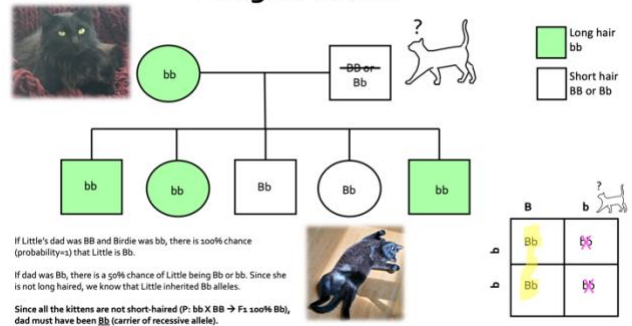 ?
Long hair
bb
bb
BB or
Bb
Short hair
BB or Bb
bb
bb
Bb
Bb
bb
?
B
b
If Little's dad was BB and Birdie was bb, there is 100% chance
(probability=1) that Little is Bb.
b
Bb
If dad was Bb, there is a 50% chance of Little being Bb or bb. Since she
is not long haired, we know that Little inherited Bb alleles.
b
Bb
Since all the kittens are not short-haired (P: bb X BB → F1 100% Bb),
dad must have been Bb (carrier of recessive allele).